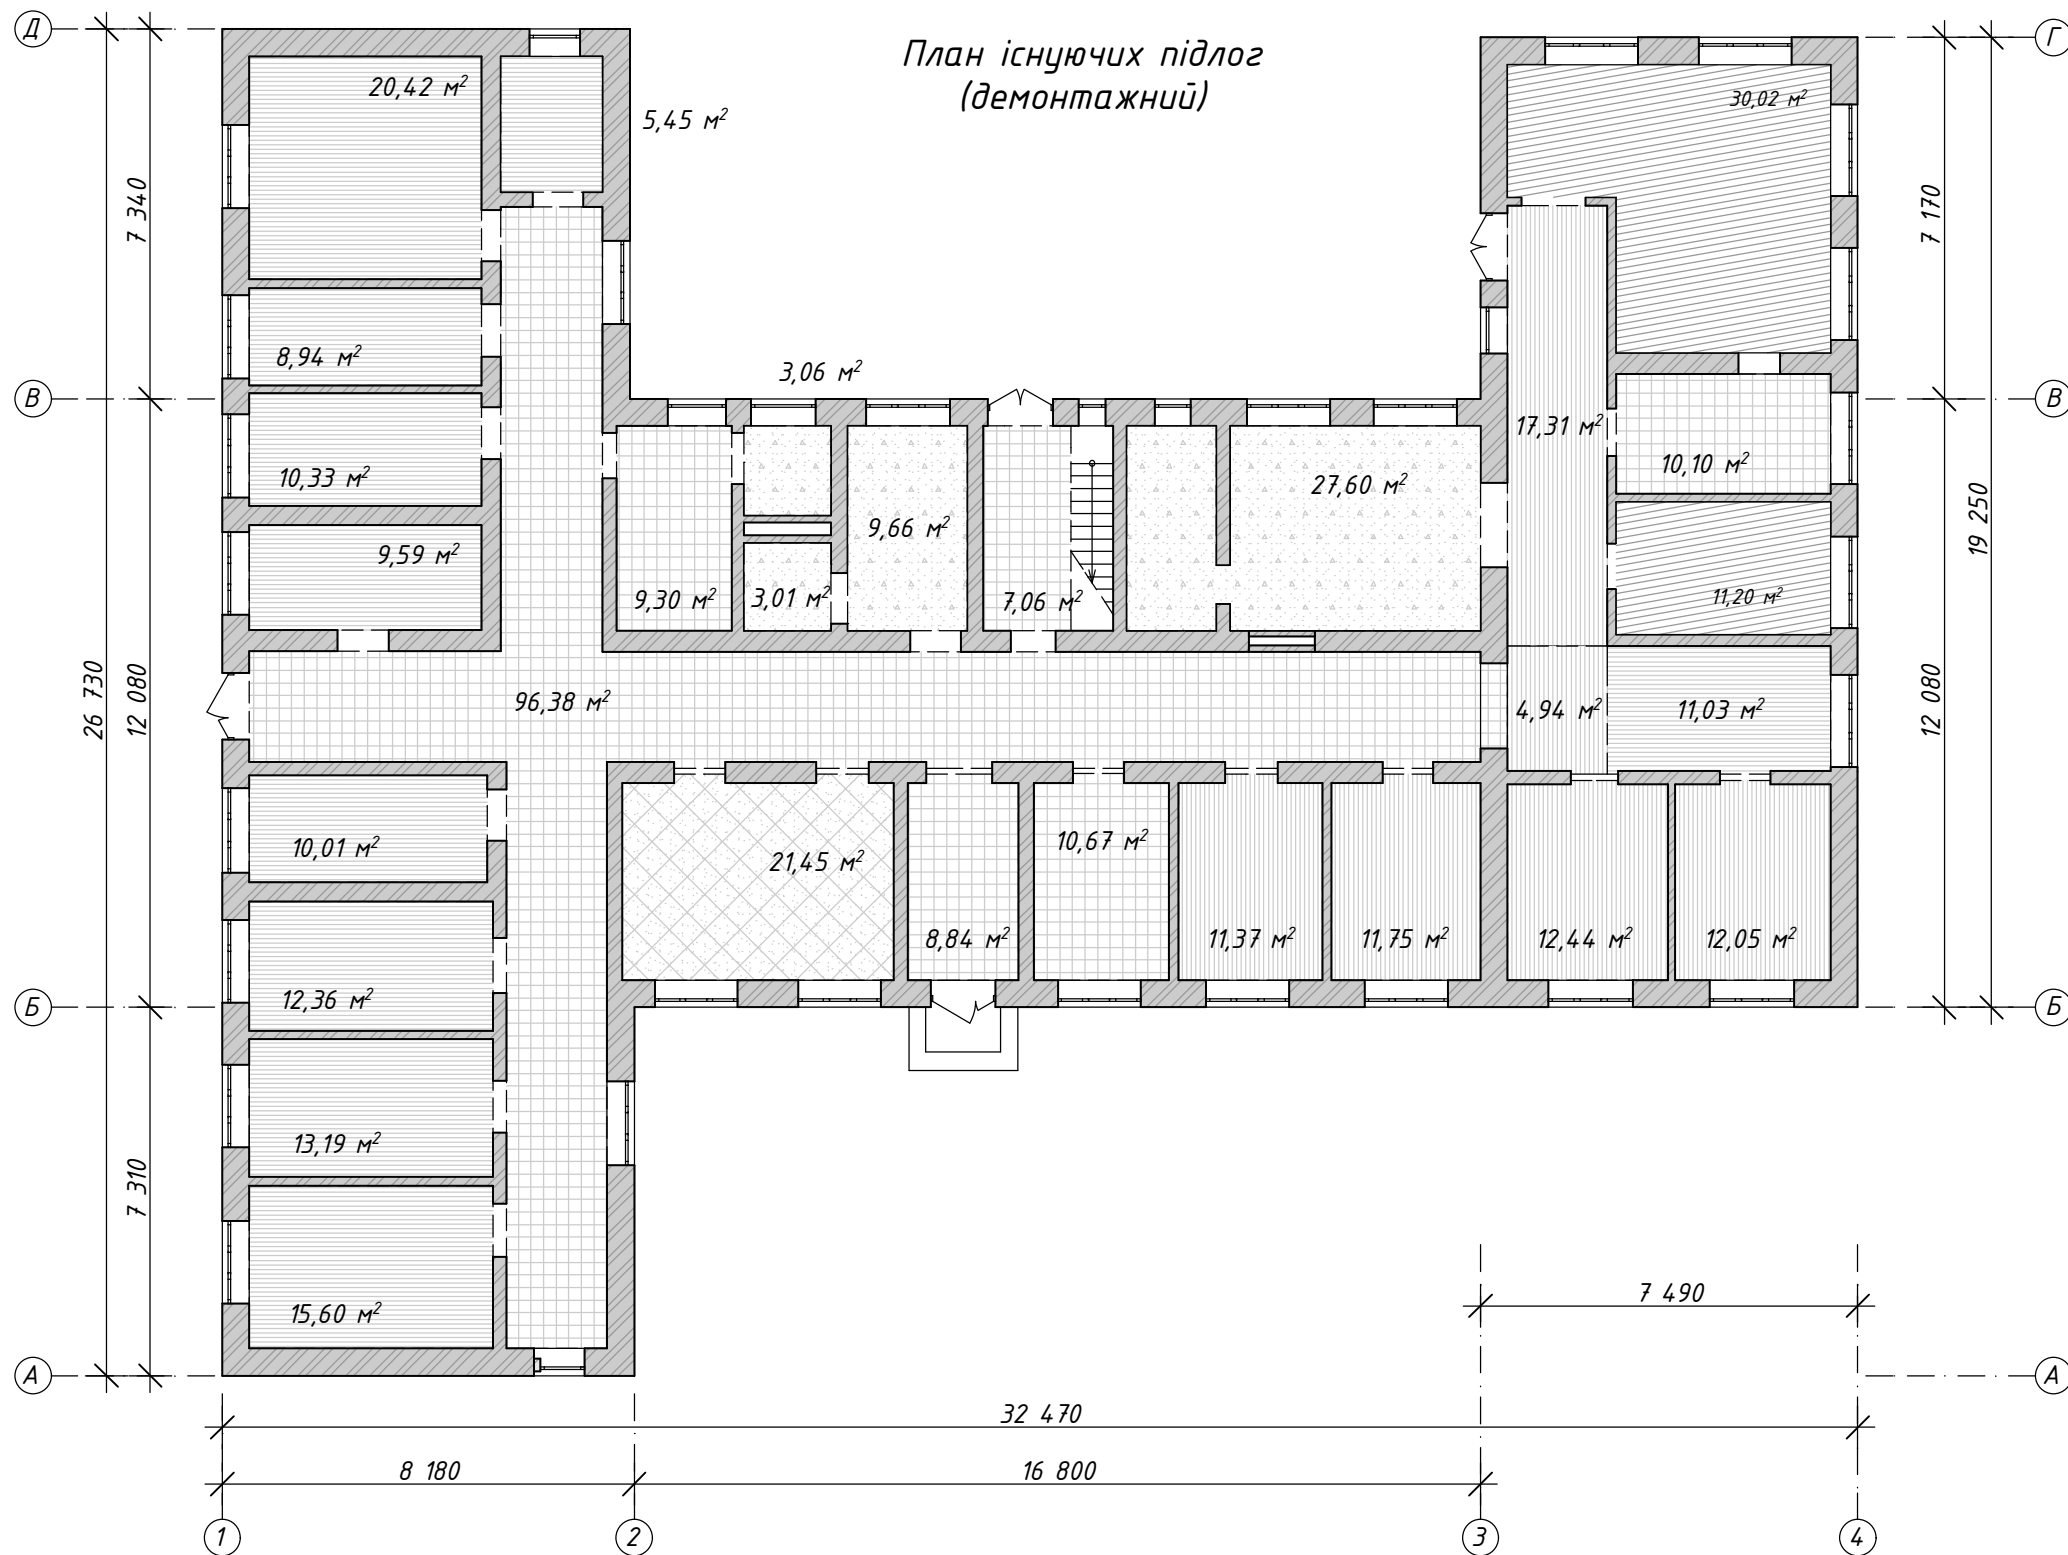 План існуючих підлог
(демонтажний)
Д
Г
20,42 м²
5,45 м²
30,02 м²
7 340
7 170
8,94 м²
3,06 м²
В
В
10,33 м²
17,31 м²
10,10 м²
27,60 м²
9,66 м²
9,59 м²
19 250
9,30 м²
3,01 м²
7,06 м²
11,20 м²
26 730
12 080
96,38 м²
4,94 м²
11,03 м²
12 080
10,01 м²
21,45 м²
10,67 м²
8,84 м²
11,37 м²
11,75 м²
12,44 м²
12,05 м²
12,36 м²
Б
Б
13,19 м²
7 310
15,60 м²
7 490
А
А
32 470
8 180
16 800
1
2
3
4